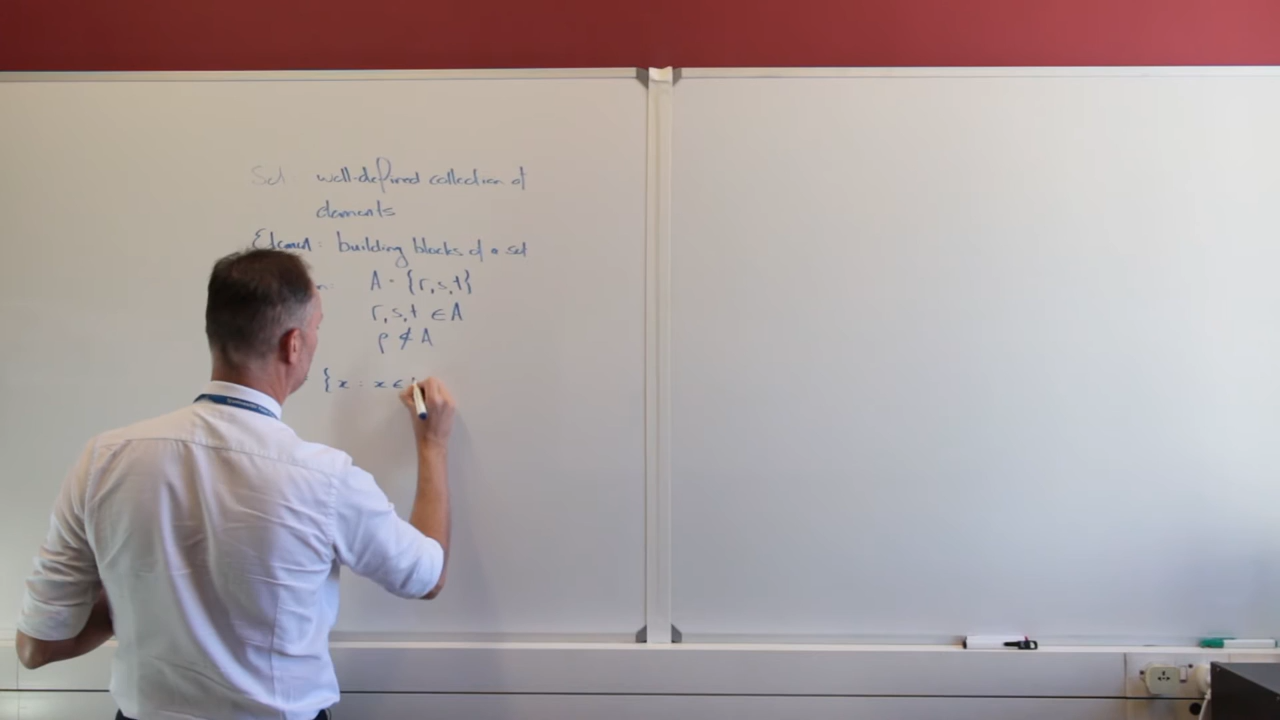 Set well-defined collection of
elements
Element: building blocks of a set
A = {r,s,t}
r,s,t ∈ A
p ∉ A
{x : x ∈